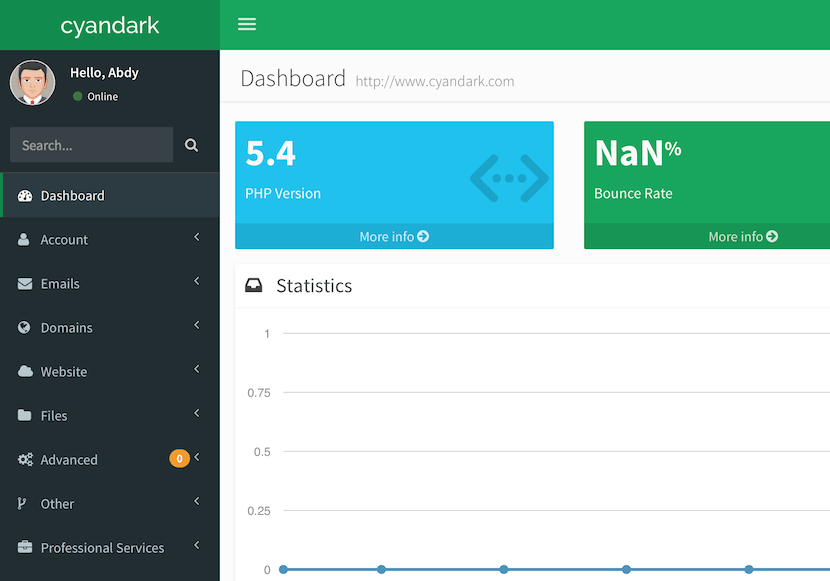 cyandark
Hello, Abdy
Online
Search...
Dashboard
Account
Emails
Domains
Website
Files
Advanced 0
Other
Professional Services
Dashboard http://www.cyandark.com
5.4
PHP Version
More info
NaN%
Bounce Rate
More info
Statistics
1
0.75
0.5
0.25
0